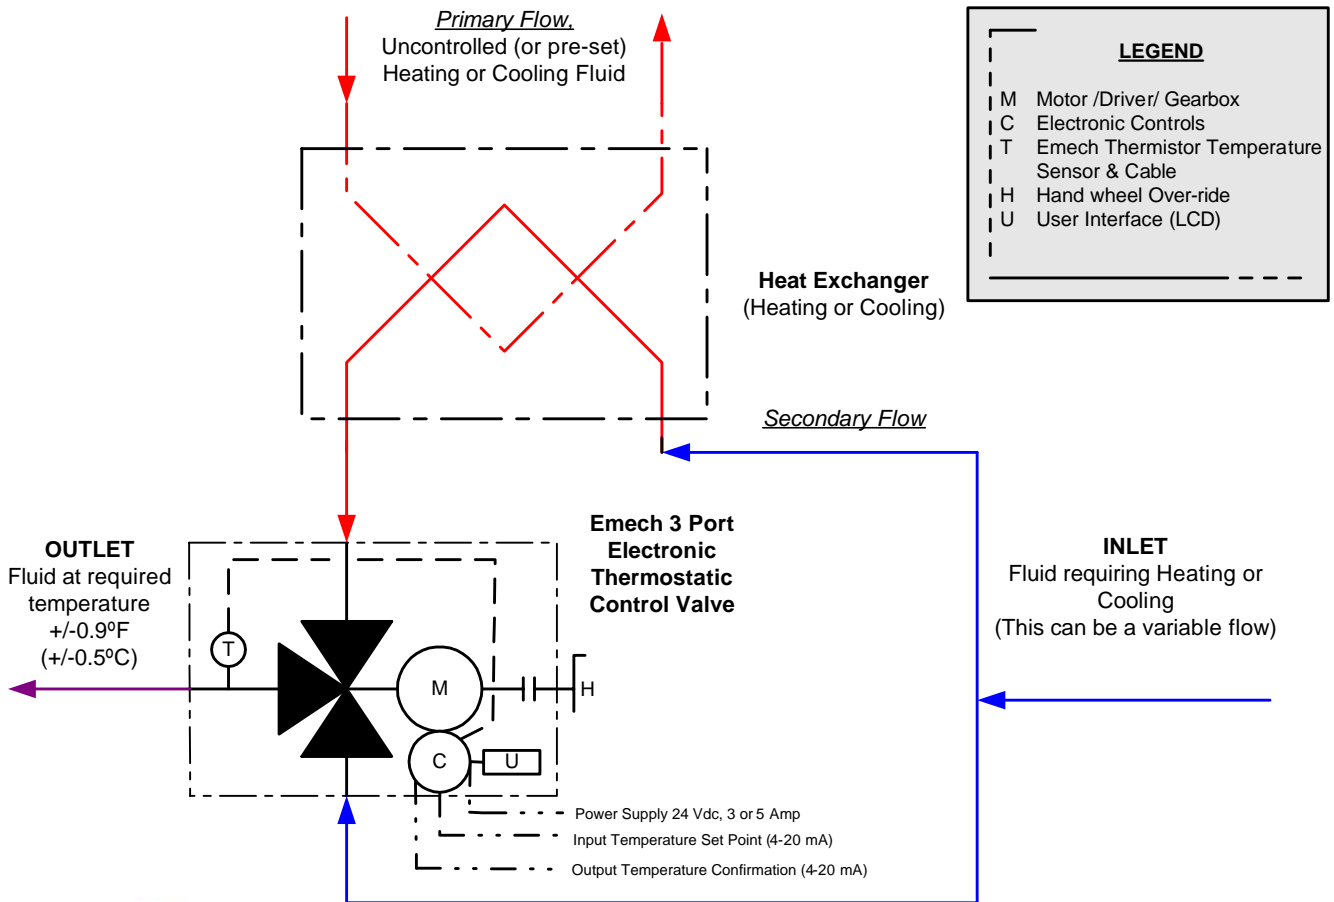 Primary Flow,
Uncontrolled (or pre-set)
Heating or Cooling Fluid
LEGEND
M Motor /Driver/ Gearbox
C Electronic Controls
T Emech Thermistor Temperature
Sensor & Cable
H Hand wheel Over-ride
U User Interface (LCD)
Heat Exchanger
(Heating or Cooling)
Secondary Flow
Emech 3 Port
Electronic
Thermostatic
Control Valve
OUTLET
Fluid at required
temperature
+/-0.9ºF
(+/-0.5ºC)
INLET
Fluid requiring Heating or
Cooling
(This can be a variable flow)
T
M
H
C
U
Power Supply 24 Vdc, 3 or 5 Amp
Input Temperature Set Point (4-20 mA)
Output Temperature Confirmation (4-20 mA)